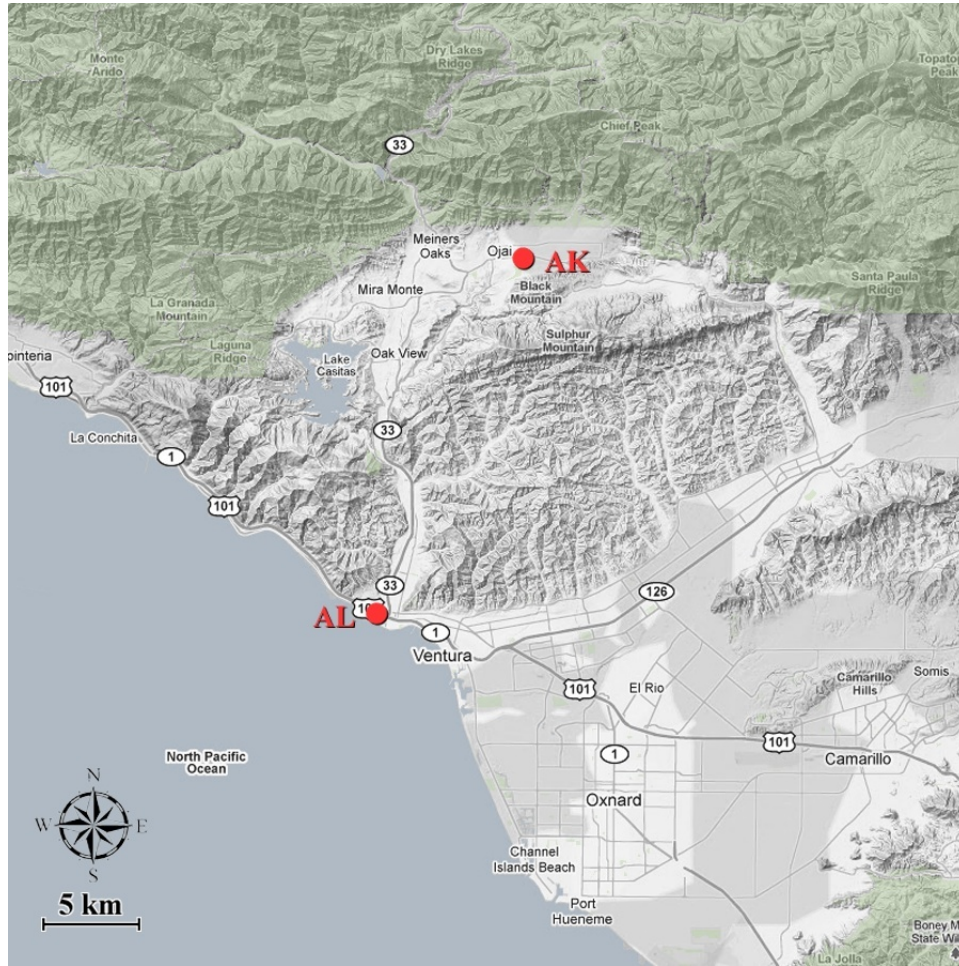 Monte
Arido
Dry Lakes
Ridge
Peak
33
Chief Peak
Meiners
Oaks
Ojai
AK
Black
Mountain
Mira Monte
Santa Paula
Ridge
La Granada
Mountain
Sulphur
Mountain
Laguna
Ridge
Oak View
Lake
Casitas
ointeria
101
La Conchita
33
1
101
33
126
AL
1
Ventura
101
El Rio
Camarillo
Hills
Somis
101
North Pacific
Ocean
1
Camarillo
N
W
E
S
Oxnard
Channel
Islands Beach
5 km
Port
Hueneme
Boney M
State Wil
La Jolla